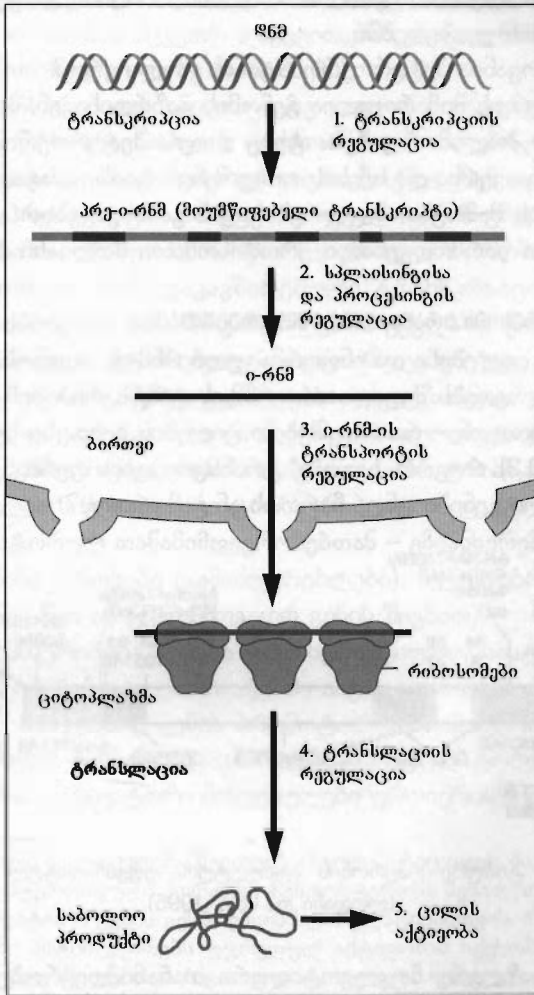 დნმ
ტრანსკრიპცია
1. ტრანსკრიპციის
რეგულაცია
პრე-ი-რნმ (მოუმწიფებელი ტრანსკრიპტი)
2. სპლაისინგისა
და პროცესინგის
რეგულაცია
ი-რნმ
ბირთვი
3. ი-რნმ-ის
ტრანსპორტის
რეგულაცია
რიბოსომები
ციტოპლაზმა
ტრანსლაცია
4. ტრანსლაციის
რეგულაცია
საბოლოო
პროდუქტი
5. ცილის
აქტივობა